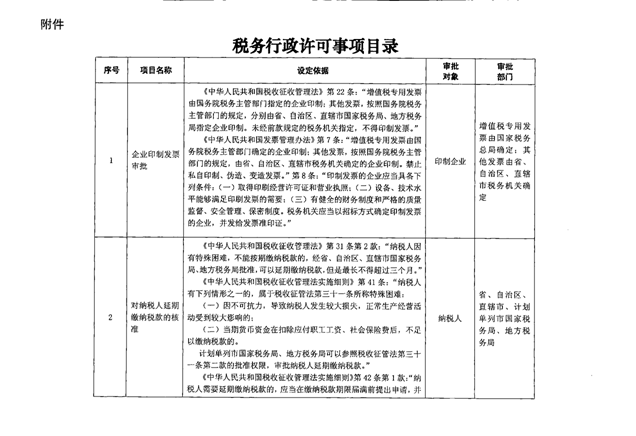 附件
税务行政许可事项目录
序号 项目名称 设定依据 审批对象 审批部门
1
企业印制发票
审批
《中华人民共和国税收征收管理法》第 22 条：“增值税专用发票
由国务院税务主管部门指定的企业印制；其他发票，按照国务院税务
主管部门的规定，分别由省、自治区、直辖市国家税务局、地方税务
局指定企业印制。未经前款规定的税务机关指定，不得印制发票。”
《中华人民共和国发票管理办法》第 7 条：“增值税专用发票由国
务院税务主管部门确定的企业印制；其他发票，按照国务院税务主管
部门的规定，由省、自治区、直辖市税务机关确定的企业印制。禁止
私自印制、伪造、变造发票。”第 8 条：“印制发票的企业应当具备下
列条件：（一）取得印刷经营许可证和营业执照；（二）设备、技术水
平能够满足印刷发票的需要；（三）有健全的财务制度和严格的质量
监督、安全管理、保密制度。税务机关应当以招标方式确定印制发票
的企业，并发给发票准印证。”
印制企业
增值税专用发
票由国家税务
总局确定；其
他发票由省、
自治区、直辖
市税务机关确
定
2
对纳税人延期
缴纳税款的核
准
《中华人民共和国税收征收管理法》第 31 条第 2 款：“纳税人因
有特殊困难，不能按期缴纳税款的，经省、自治区、直辖市国家税务
局、地方税务局批准，可以延期缴纳税款，但是最长不得超过三个月。”
《中华人民共和国税收征收管理法实施细则》第 41 条：“纳税人
有下列情形之一的，属于税收征管法第三十一条所称特殊困难：
（一）因不可抗力，导致纳税人发生较大损失，正常生产经营活
动受到较大影响的；
（二）当期货币资金在扣除应付职工工资、社会保险费后，不足
以缴纳税款的。
计划单列市国家税务局、地方税务局可以参照税收征管法第三十
一条第二款的批准权限，审批纳税人延期缴纳税款。”
《中华人民共和国税收征收管理法实施细则》第 42 条第 1 款：“纳
税人需要延期缴纳税款的，应当在缴纳税款期限届满前提出申请，并
纳税人
省、自治区、
直辖市、计划
单列市国家税
务局、地方税
务局